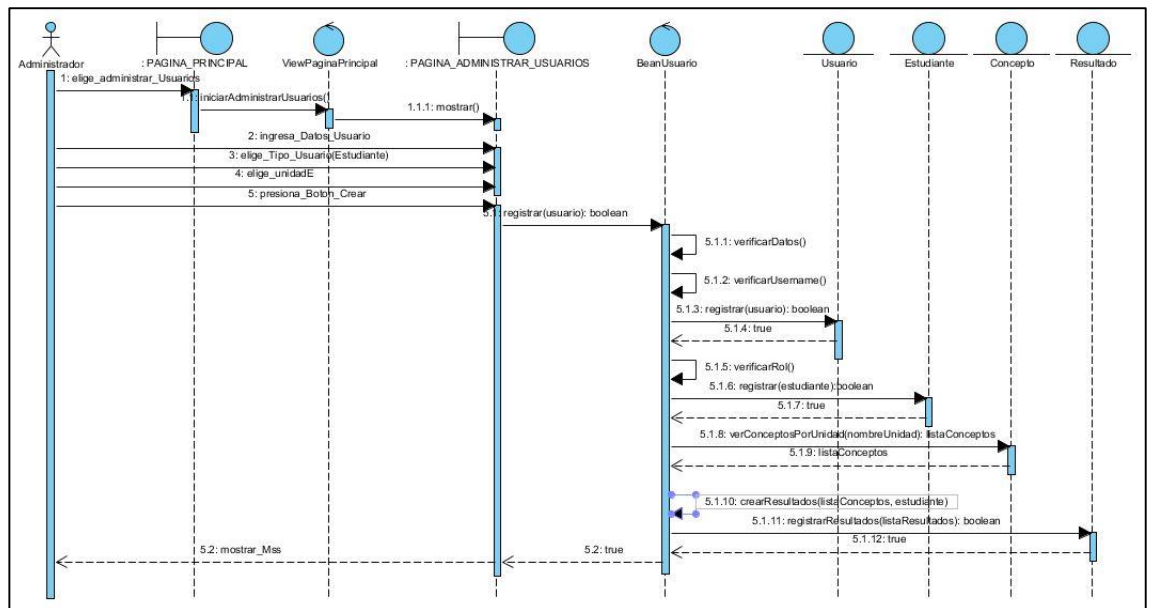 Administrador
: PAGINA_PRINCIPAL
ViewPaginaPrincipal
: PAGINA_ADMINISTRAR_USUARIOS
BeanUsuario
Usuario
Estudiante
Concepto
Resultado
1: elige_administrar_Usuarios
1.1: iniciarAdministrarUsuarios()
1.1.1: mostrar()
2: ingresa_Datos_Usuario
3: elige_Tipo_Usuario(Estudiante)
4: elige_unidadE
5: presiona_Boton_Crear
5.1: registrar(usuario): boolean
5.1.1: verificarDatos()
5.1.2: verificarUsername()
5.1.3: registrar(usuario): boolean
5.1.4: true
5.1.5: verificarRol()
5.1.6: registrar(estudiante):boolean
5.1.7: true
5.1.8: verConceptosPorUnidad(nombreUnidad): listaConceptos
5.1.9: listaConceptos
5.1.10: crearResultados(listaConceptos, estudiante)
5.1.11: registrarResultados(listaResultados): boolean
5.1.12: true
5.2: mostrar_Mss
5.2: true